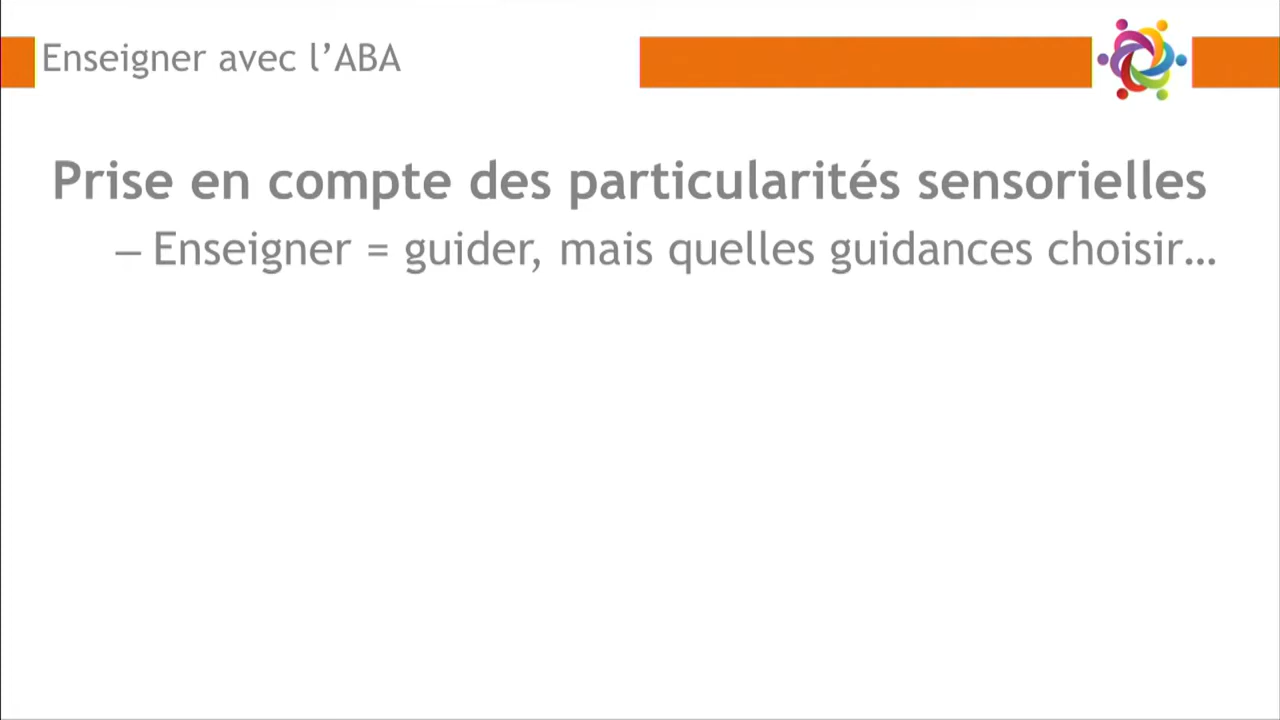 Enseigner avec l’ABA
Prise en compte des particularités sensorielles
– Enseigner = guider, mais quelles guidances choisir…